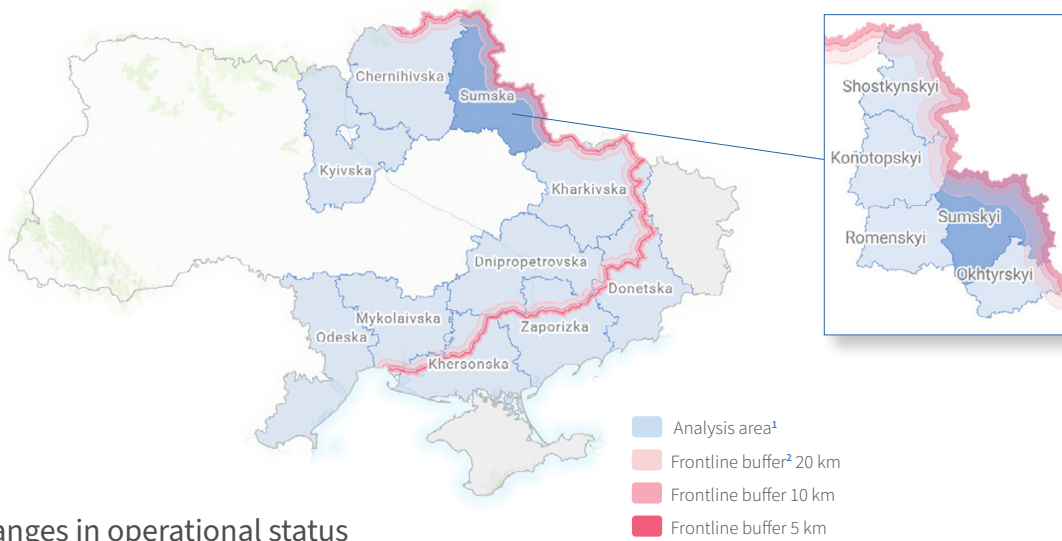 Chernihivska
Sumska
Kyivska
Kharkivska
Dnipropetrovska
Donetska
Mykolaivska
Zaporizka
Odeska
Khersonska
Shostkynskyi
Konotopskyi
Sumskyi
Romenskyi
Okhtyrskyi
Analysis area¹
Frontline buffer² 20 km
Frontline buffer 10 km
Frontline buffer 5 km
anges in operational status